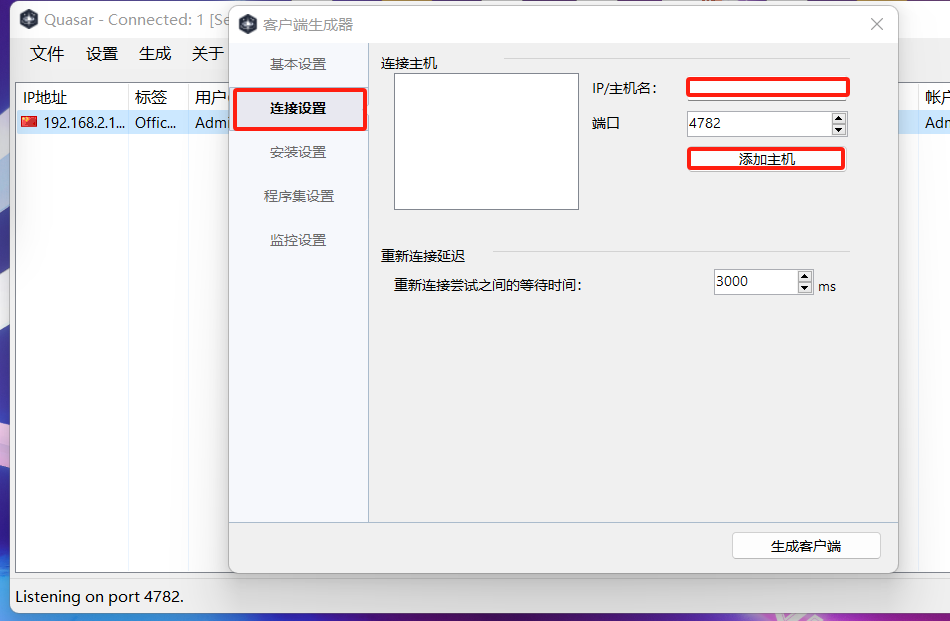 Quasar - Connected: 1 [Se
文件 设置 生成 关于
IP地址 标签 用户 帐户
192.168.2.1... Offic... Admi Adm
客户端生成器
基本设置
连接设置
安装设置
程序集设置
监控设置
连接主机
IP/主机名：
端口 4782
添加主机
重新连接延迟
重新连接尝试之间的等待时间： 3000 ms
生成客户端
Listening on port 4782.